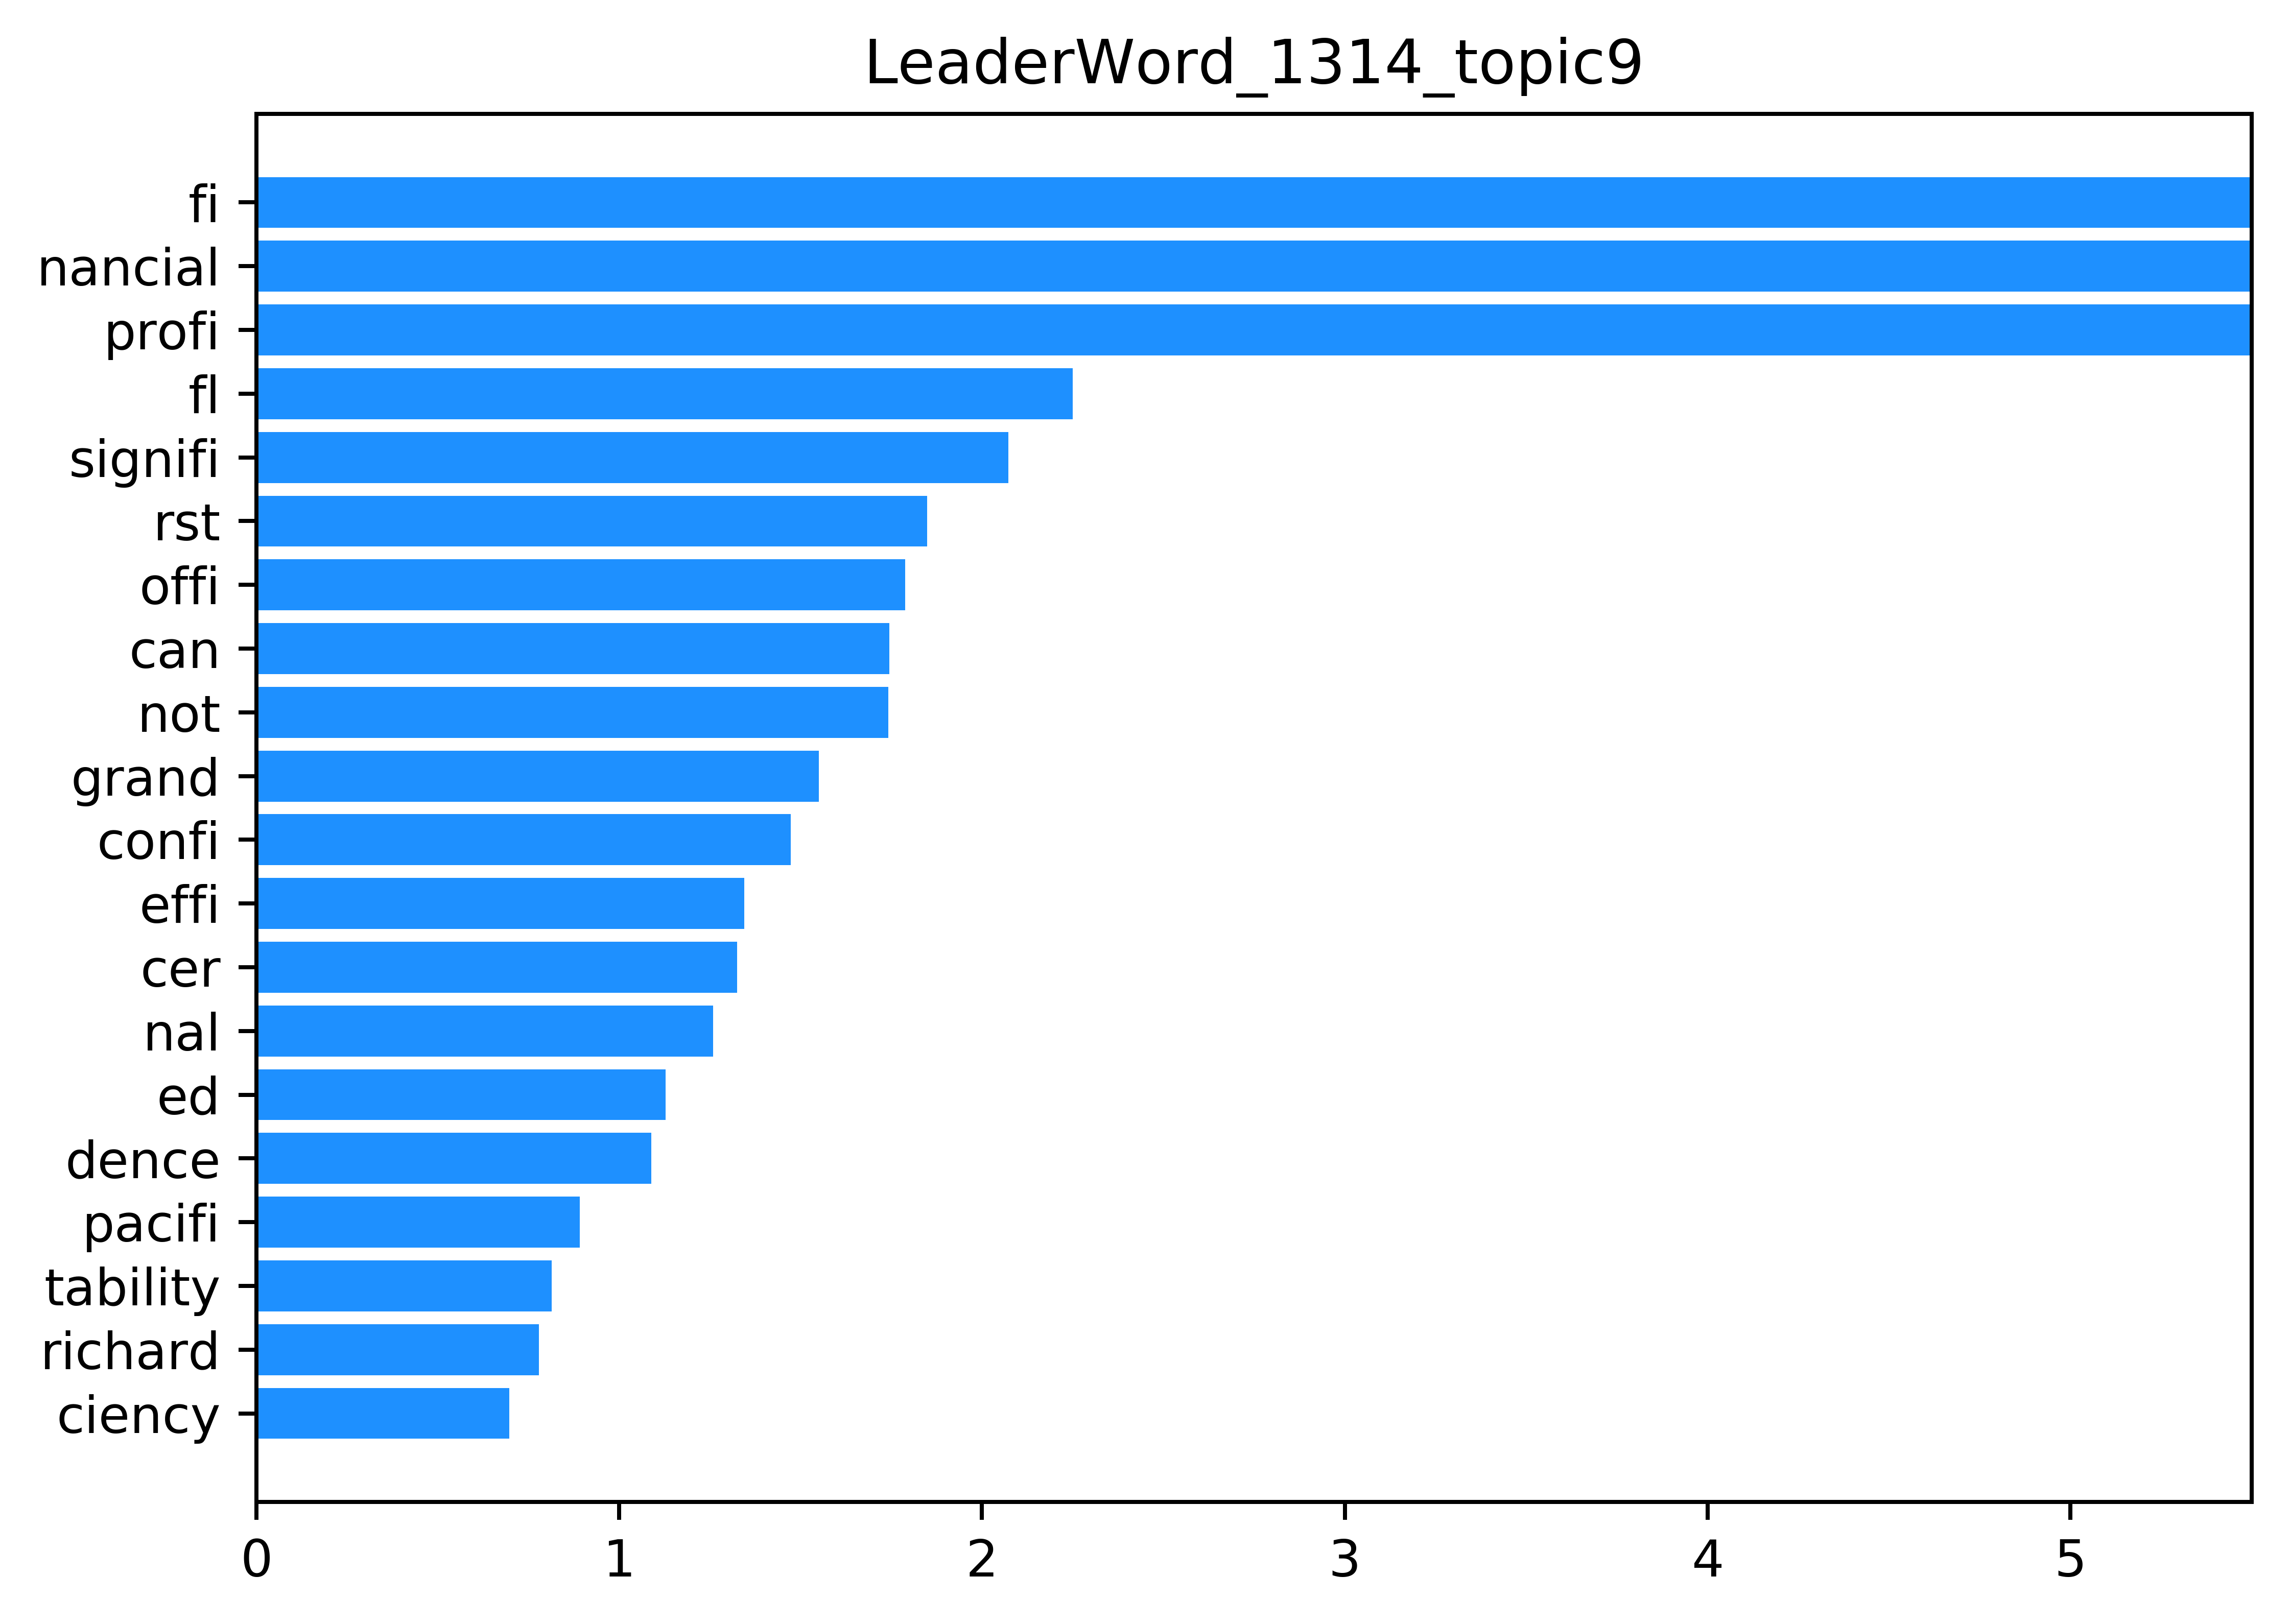 LeaderWord_1314_topic9
fi
nancial
profi
fl
signifi
rst
offi
can
not
grand
confi
effi
cer
nal
ed
dence
pacifi
tability
richard
ciency
0 1 2 3 4 5